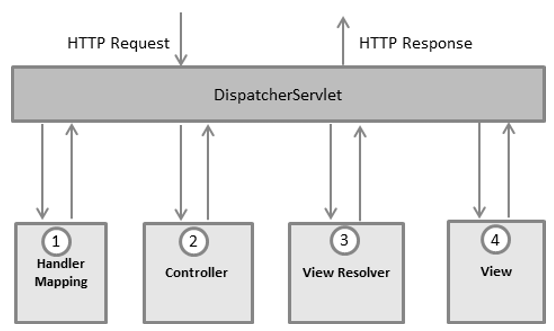 HTTP Request
HTTP Response
DispatcherServlet
1
Handler
Mapping
2
Controller
3
View Resolver
4
View